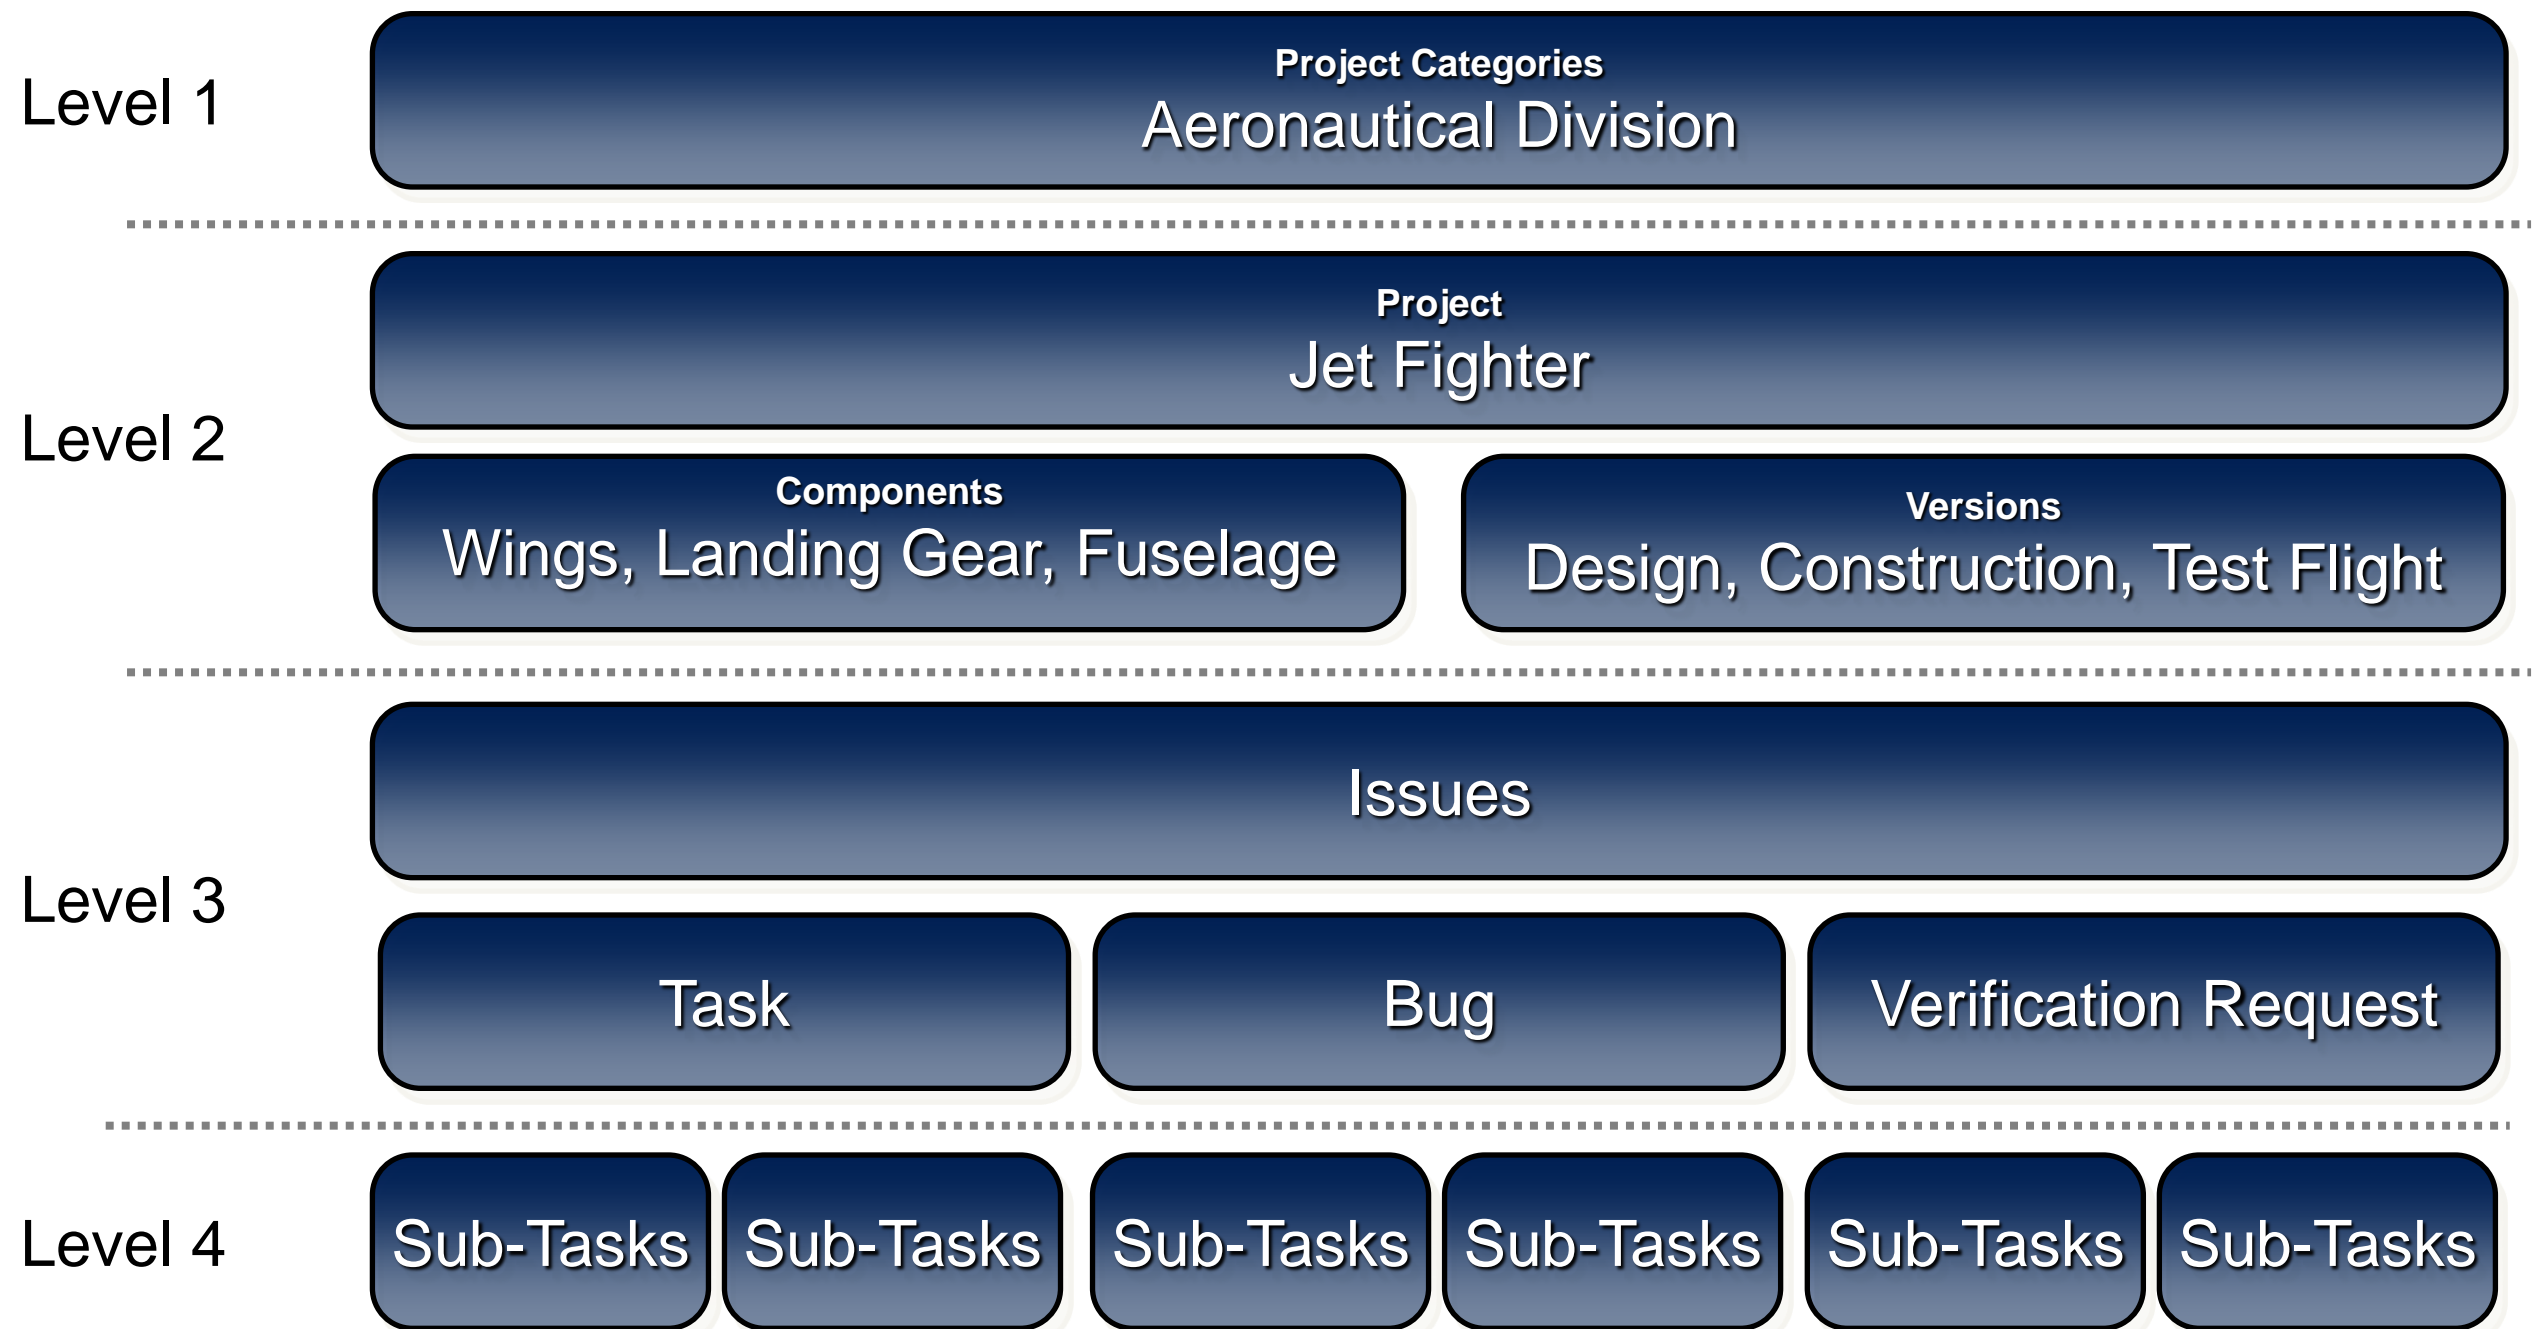 Level 1
Project Categories
Aeronautical Division
Level 2
Project
Jet Fighter
Components
Wings, Landing Gear, Fuselage
Versions
Design, Construction, Test Flight
Level 3
Issues
Task
Bug
Verification Request
Level 4
Sub-Tasks
Sub-Tasks
Sub-Tasks
Sub-Tasks
Sub-Tasks
Sub-Tasks